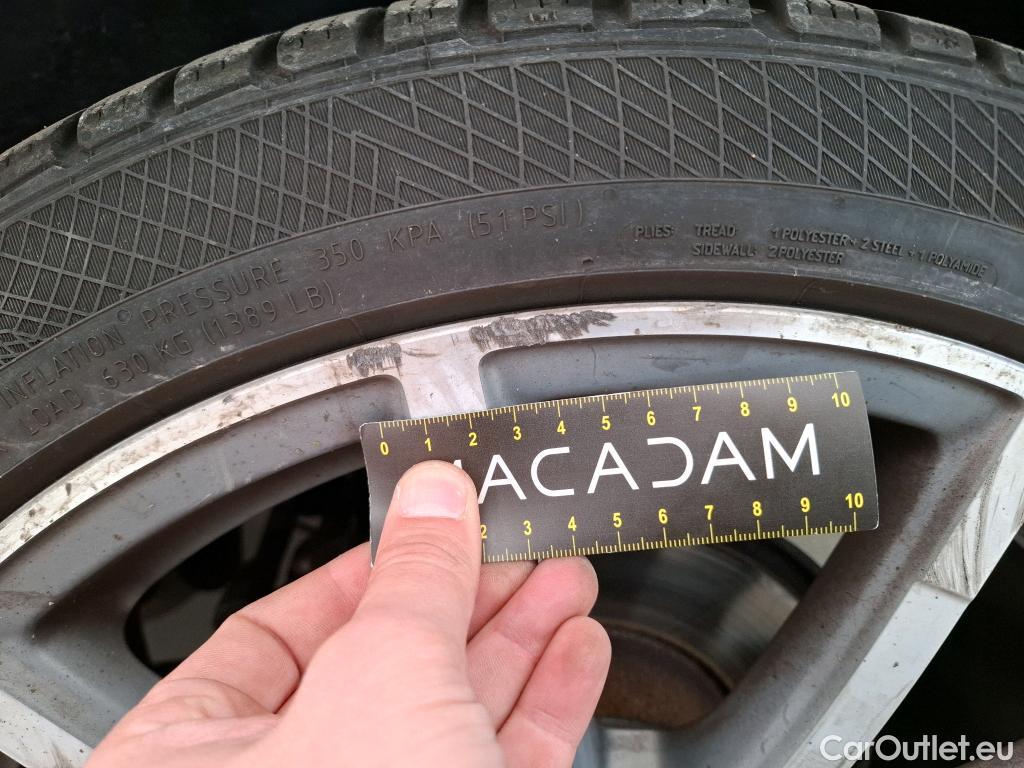 INFLATION PRESSURE 350 KPA (51 PSI)
LOAD 630 KG (1389 LB)
PLIES: TREAD: 1 POLYESTER + 2 STEEL + 1 POLYAMIDE
SIDEWALL: 2 POLYESTER
0 1 2 3 4 5 6 7 8 9 10
ACADAM
2 3 4 5 6 7 8 9 10
CarOutlet.eu